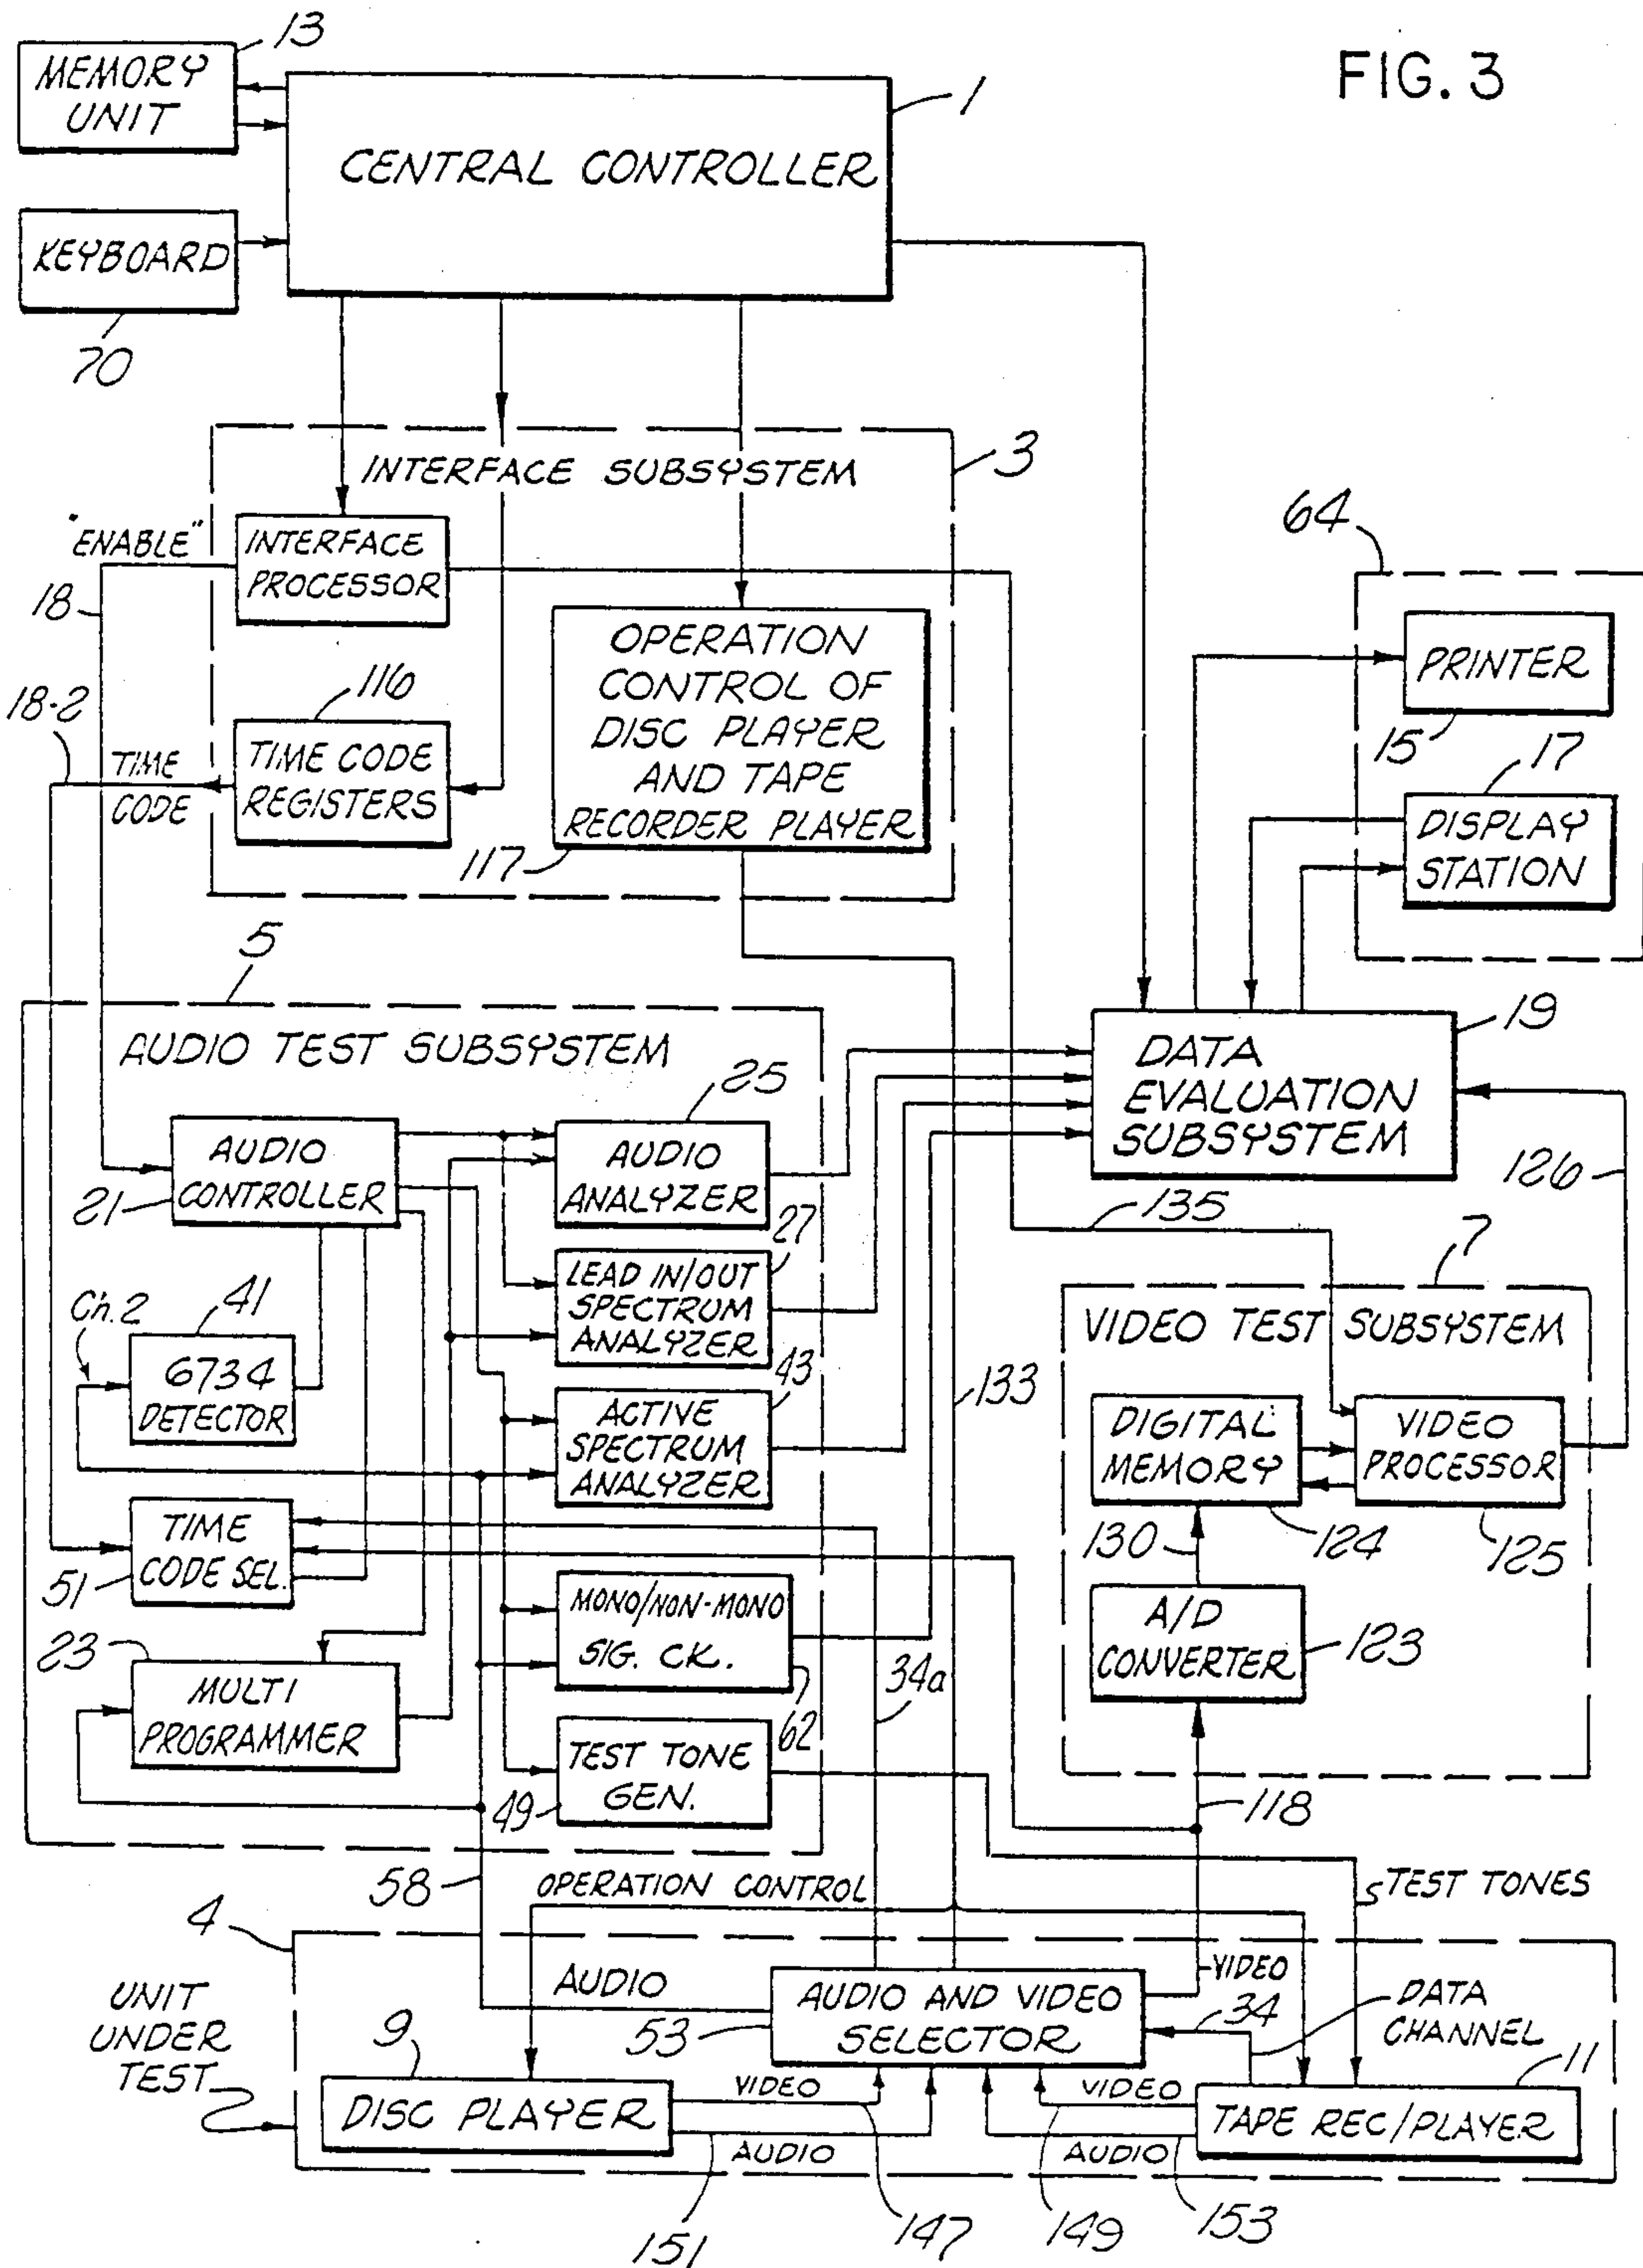 FIG. 3
13
MEMORY
UNIT
1
CENTRAL CONTROLLER
KEYBOARD
70
3
INTERFACE SUBSYSTEM
"ENABLE"
INTERFACE
PROCESSOR
18
OPERATION
CONTROL OF
DISC PLAYER
AND TAPE
RECORDER PLAYER
117
116
18-2
TIME
CODE
TIME CODE
REGISTERS
64
PRINTER
15
17
DISPLAY
STATION
5
AUDIO TEST SUBSYSTEM
19
DATA
EVALUATION
SUBSYSTEM
126
25
AUDIO
CONTROLLER
21
AUDIO
ANALYZER
27
LEAD IN/OUT
SPECTRUM
ANALYZER
135
7
VIDEO TEST SUBSYSTEM
Ch. 2
41
6734
DETECTOR
43
ACTIVE
SPECTRUM
ANALYZER
133
DIGITAL
MEMORY
VIDEO
PROCESSOR
130
124
125
TIME
CODE SEL.
51
MONO/NON-MONO
SIG. CK.
62
34a
A/D
CONVERTER
123
23
MULTI
PROGRAMMER
TEST TONE
GEN.
49
118
58
OPERATION CONTROL
TEST TONES
4
UNIT
UNDER
TEST
AUDIO
AUDIO AND VIDEO
SELECTOR
53
VIDEO
34
DATA
CHANNEL
9
DISC PLAYER
VIDEO
AUDIO
VIDEO
AUDIO
11
TAPE REC/PLAYER
151
147
149
153